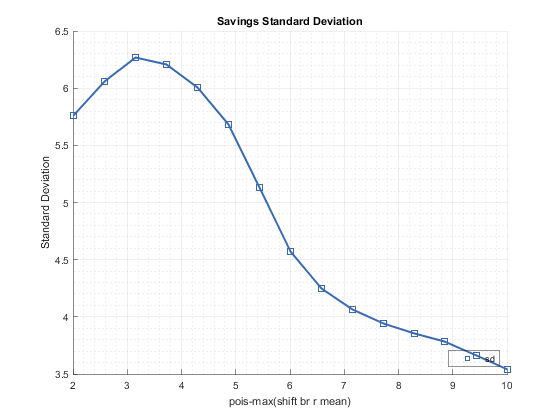 Savings Standard Deviation
6.5
6
5.5
5
4.5
4
3.5
Standard Deviation
sd
2 3 4 5 6 7 8 9 10
pois-max(shift br r mean)